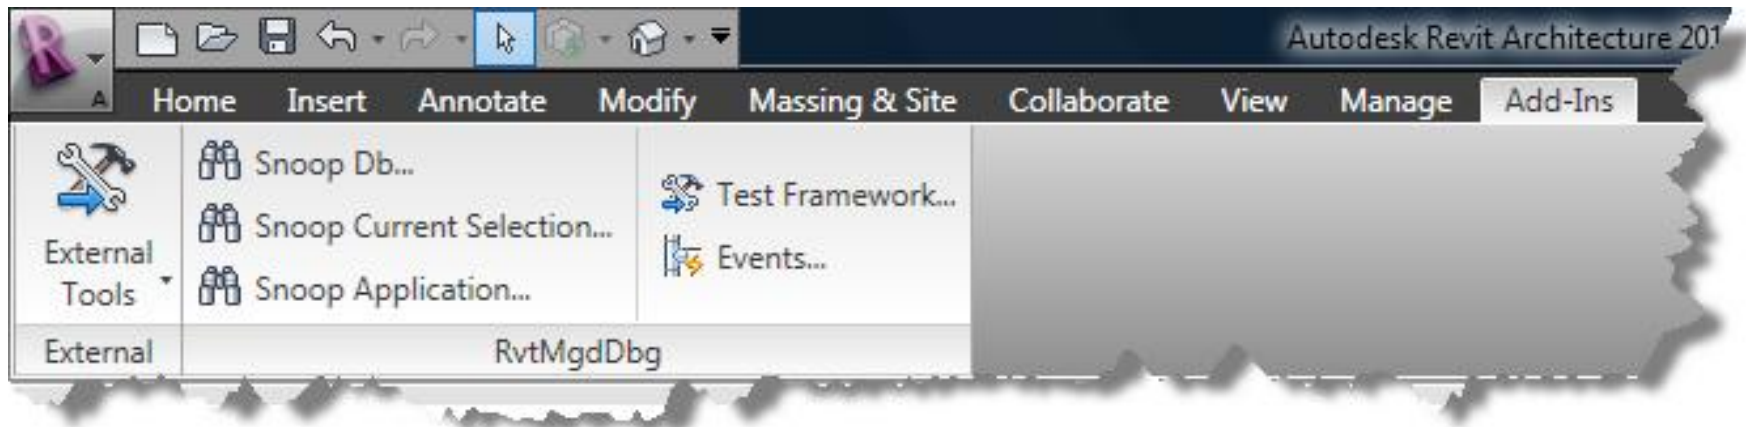 Autodesk Revit Architecture 201
A
Home Insert Annotate Modify Massing & Site Collaborate View Manage Add-Ins
External
Tools
Snoop Db...
Snoop Current Selection...
Snoop Application...
Test Framework...
Events...
External
RvtMgdDbg